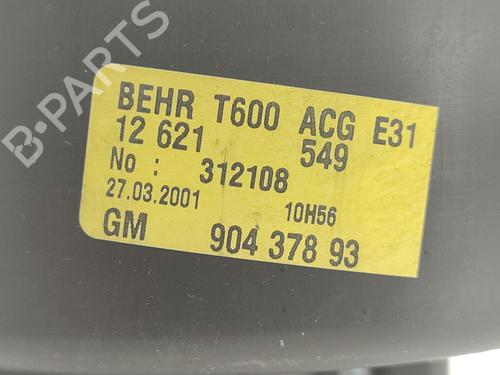 B-PARTS
BEHR T600 ACG E31
12 621 549
No : 312108
27.03.2001 10H56
GM 904 378 93